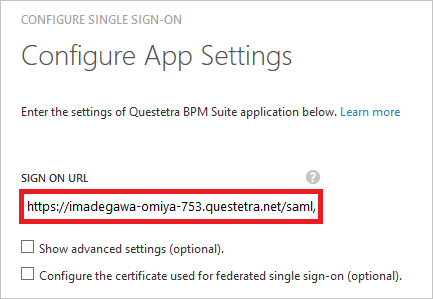 CONFIGURE SINGLE SIGN-ON
Configure App Settings
Enter the settings of Questetra BPM Suite application below. Learn more
SIGN ON URL
?
https://imadegawa-omiya-753.questetra.net/saml,
Show advanced settings (optional).
Configure the certificate used for federated single sign-on (optional).